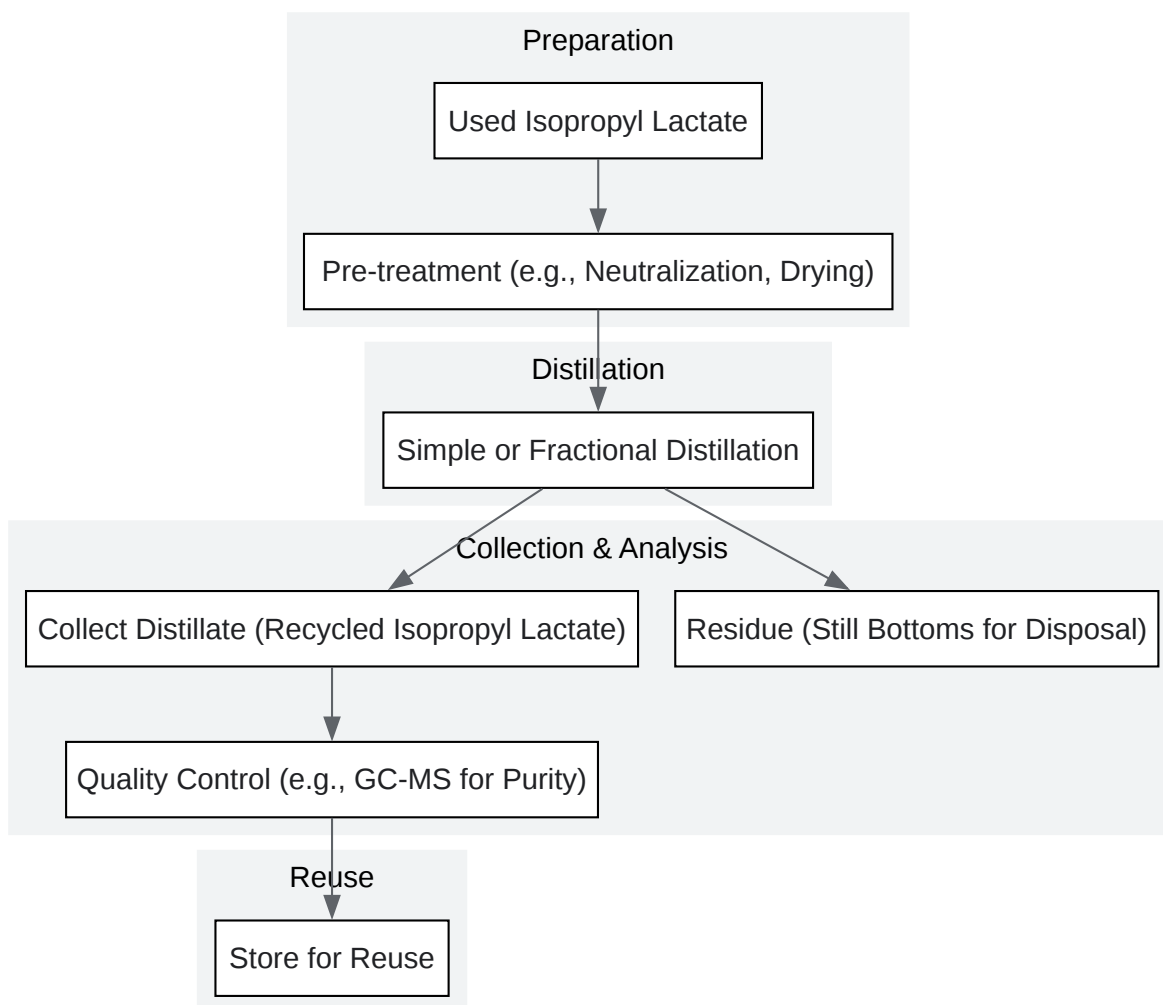 Preparation
Used Isopropyl Lactate
Pre-treatment (e.g., Neutralization, Drying)
Distillation
Simple or Fractional Distillation
Collection & Analysis
Collect Distillate (Recycled Isopropyl Lactate)
Residue (Still Bottoms for Disposal)
Quality Control (e.g., GC-MS for Purity)
Reuse
Store for Reuse